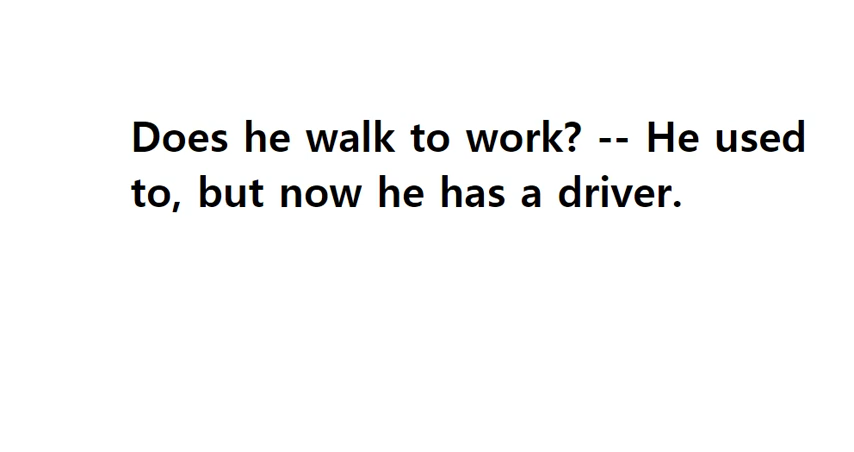 Does he walk to work? -- He used
to, but now he has a driver.